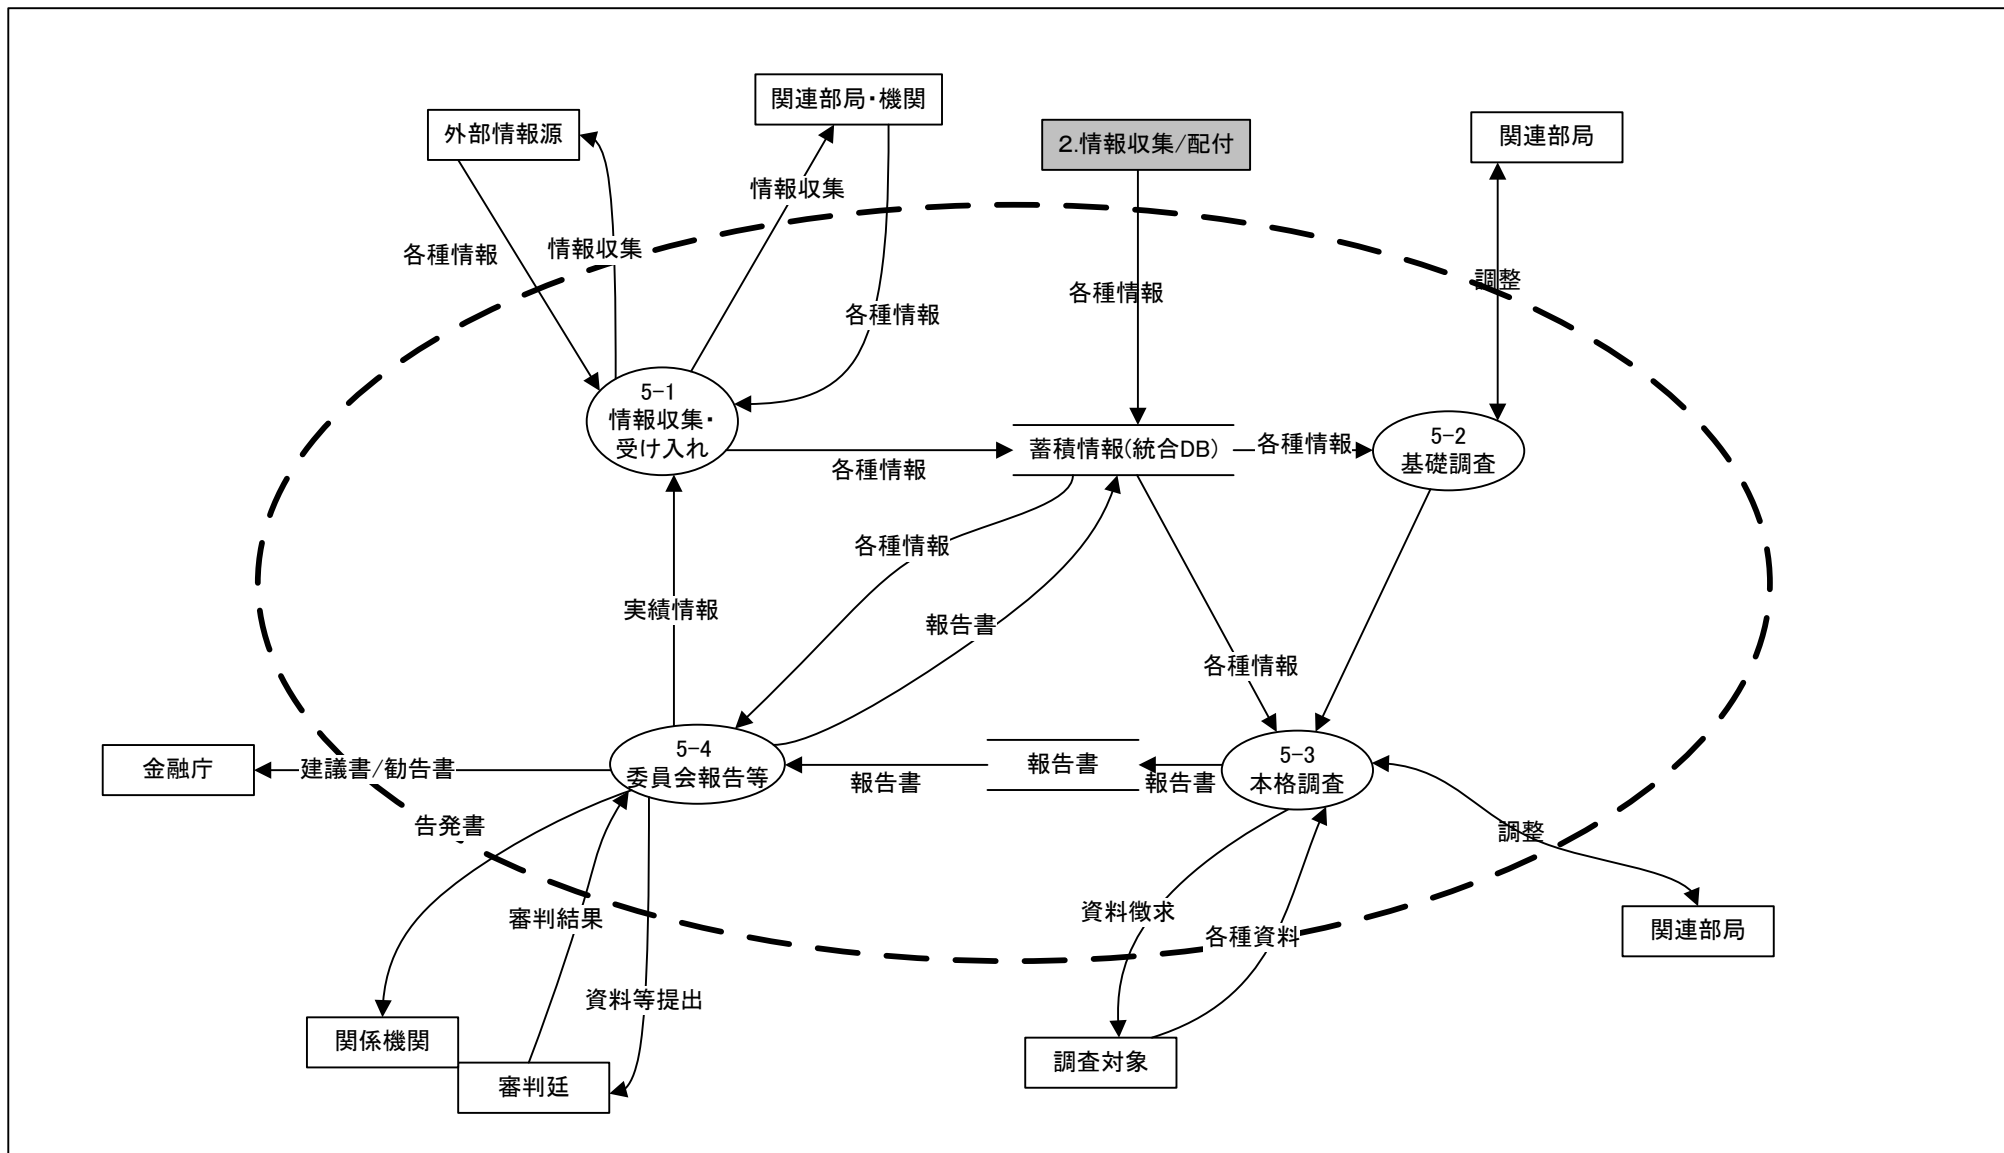 関連部局・機関
外部情報源
2.情報収集/配付
関連部局
情報収集
各種情報
情報収集
調整
各種情報
各種情報
5-1
情報収集・
受け入れ
各種情報
蓄積情報(統合DB)
各種情報
5-2
基礎調査
各種情報
実績情報
報告書
各種情報
金融庁
建議書/勧告書
5-4
委員会報告等
報告書
報告書
報告書
5-3
本格調査
告発書
調整
審判結果
資料徴求
各種資料
関連部局
資料等提出
関係機関
調査対象
審判廷